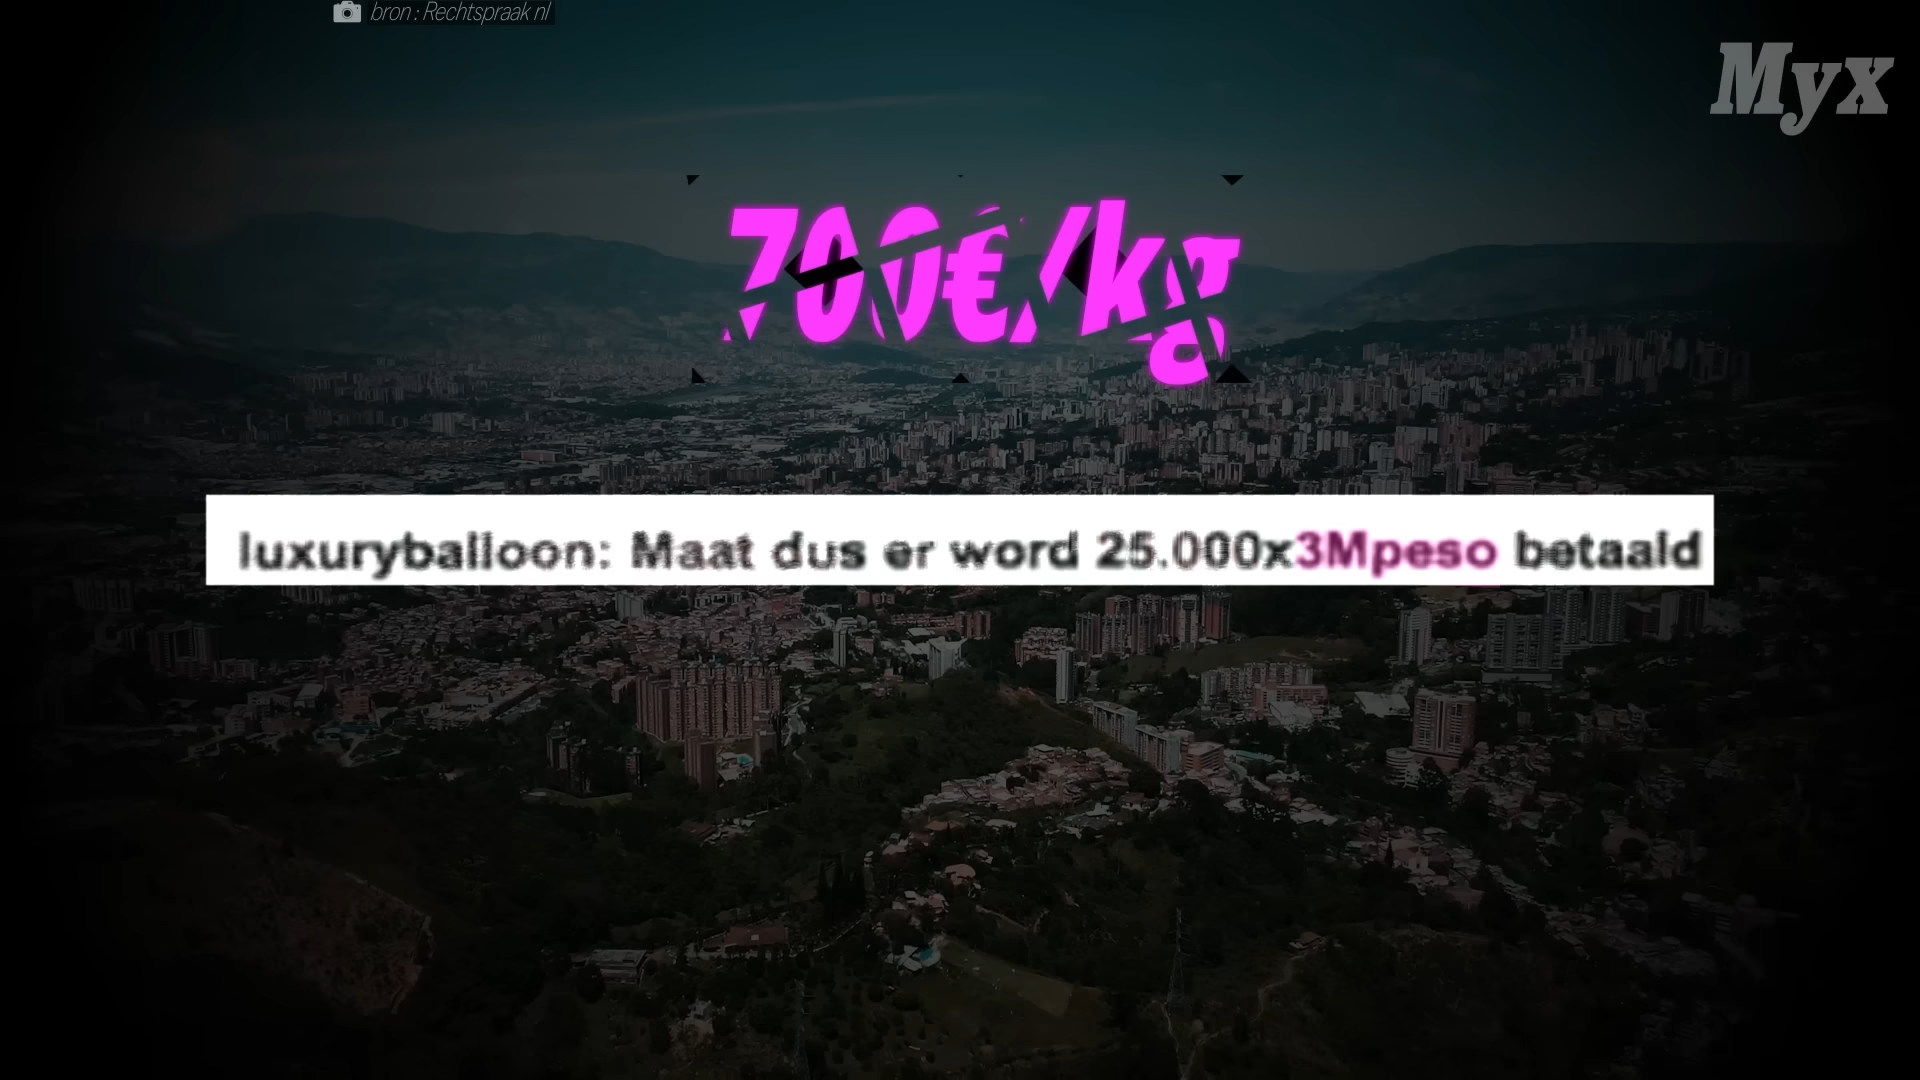 bron : Rechtspraak nl
Myx
700€/kg
luxuryballoon: Maat dus er word 25.000x3Mpeso betaald